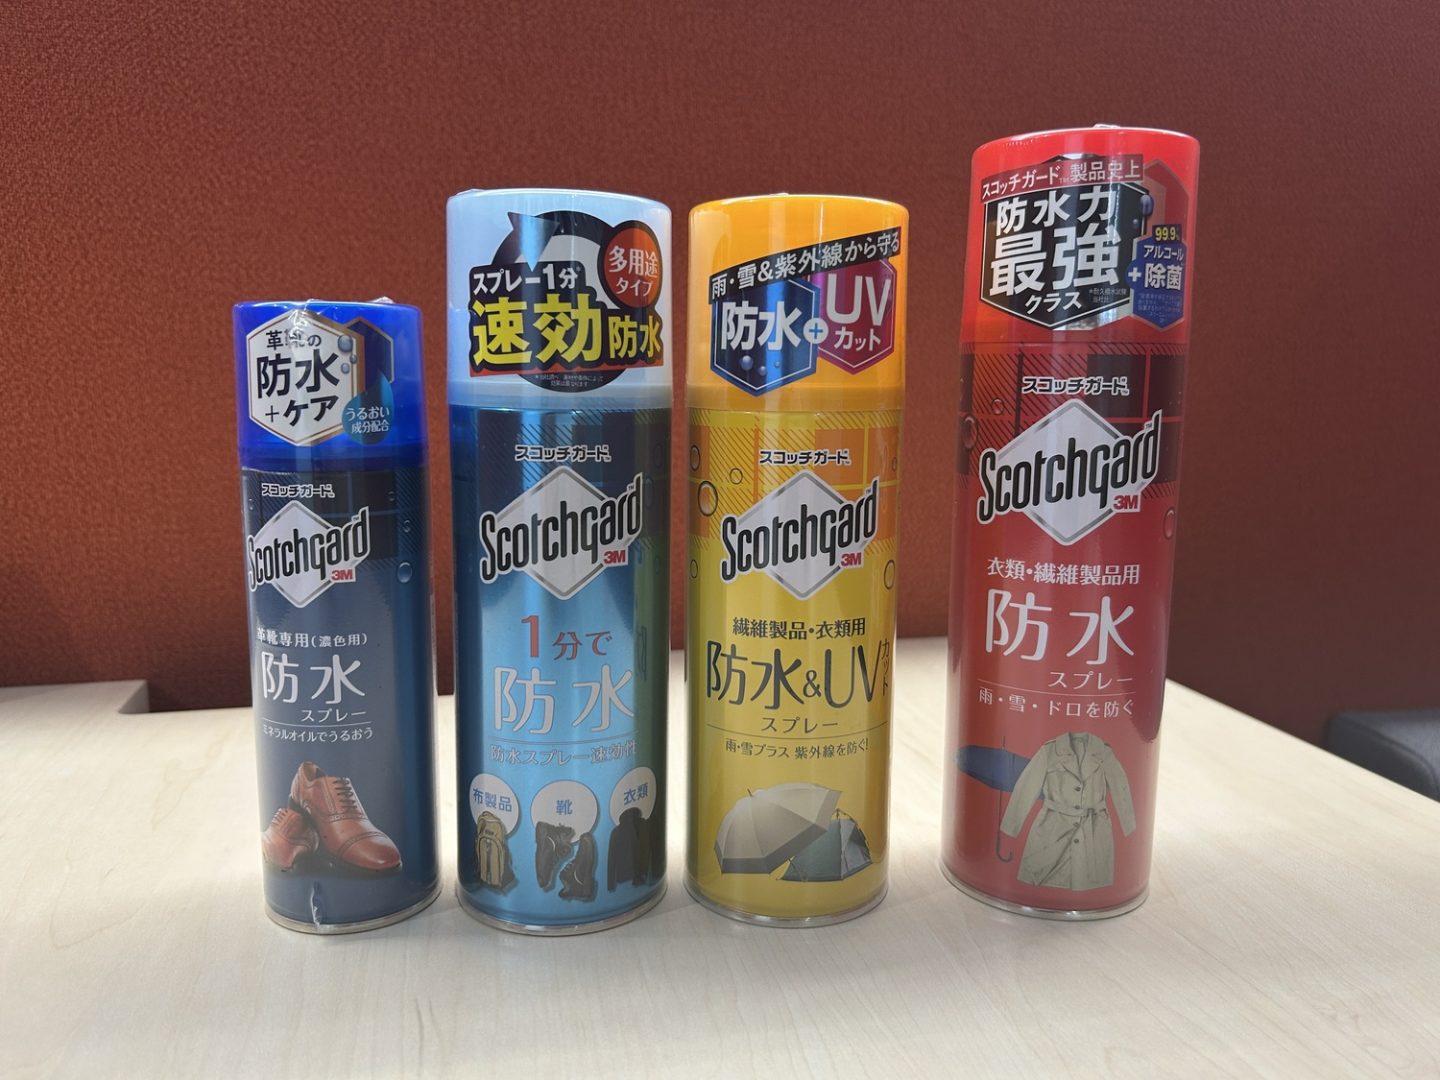 革靴の
防水
+ケア
うるおい
成分配合
スコッチガード
Scotchgard
3M
革靴専用(濃色用)
防水
スプレー
ミネラルオイルでうるおう
多用途
タイプ
スプレー1分
速効防水
スコッチガード
Scotchgard
3M
1分で
防水
防水スプレー速効性
布製品
靴
衣類
雨・雪&紫外線から守る
防水+UV
カット
スコッチガード
Scotchgard
3M
繊維製品・衣類用
防水&UVカット
スプレー
雨・雪プラス 紫外線を防ぐ!
スコッチガード™製品史上
防水力
最強
クラス
99.9%
アルコール
+除菌
スコッチガード
Scotchgard
3M
衣類・繊維製品用
防水
スプレー
雨・雪・ドロを防ぐ